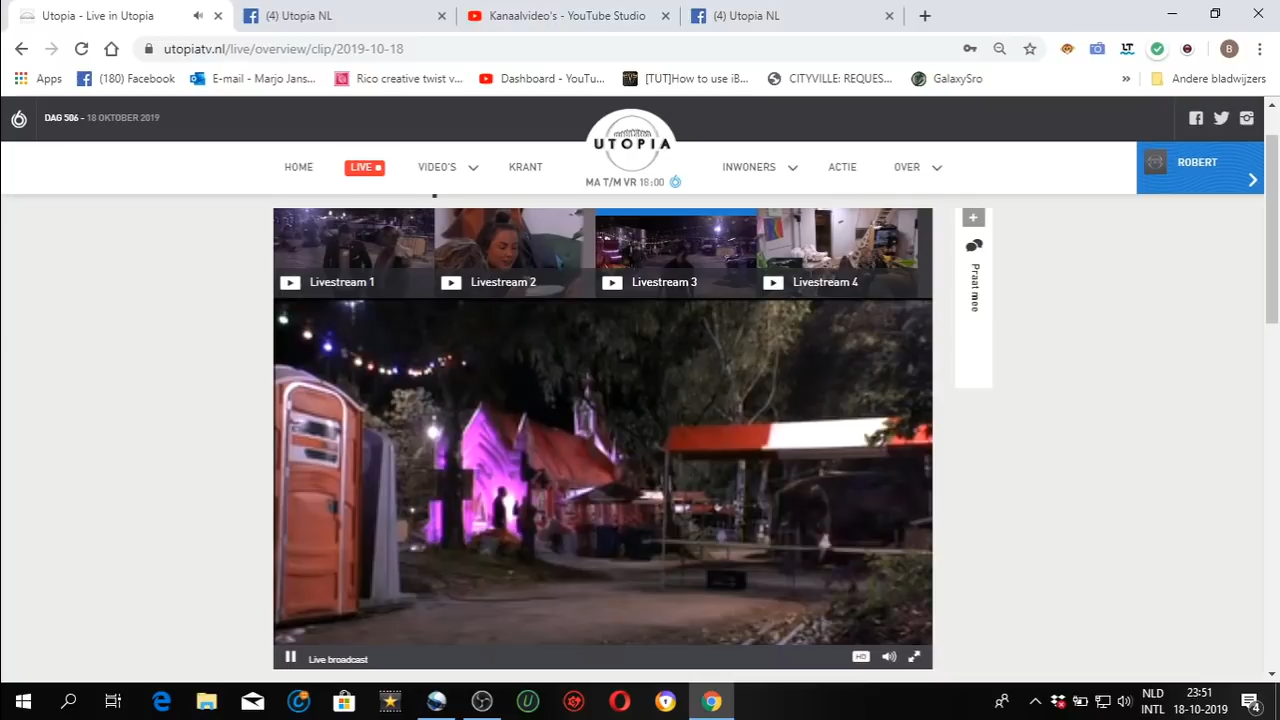 Utopia - Live in Utopia
(4) Utopia NL
Kanaalvideo's - YouTube Studio
(4) Utopia NL
utopiatv.nl/live/overview/clip/2019-10-18
Apps
(180) Facebook
E-mail - Marjo Jans...
Rico creative twist v...
Dashboard - YouTu...
[TUT]How to use iB...
CITYVILLE: REQUES...
GalaxySro
»
Andere bladwijzers
B
DAG 506 - 18 OKTOBER 2019
UTOPIA
MA T/M VR 18:00
HOME
LIVE
VIDEO'S
KRANT
INWONERS
ACTIE
OVER
ROBERT
Livestream 1
Livestream 2
Livestream 3
Livestream 4
Praat mee
Live broadcast
HD
NLD
INTL
23:51
18-10-2019
4